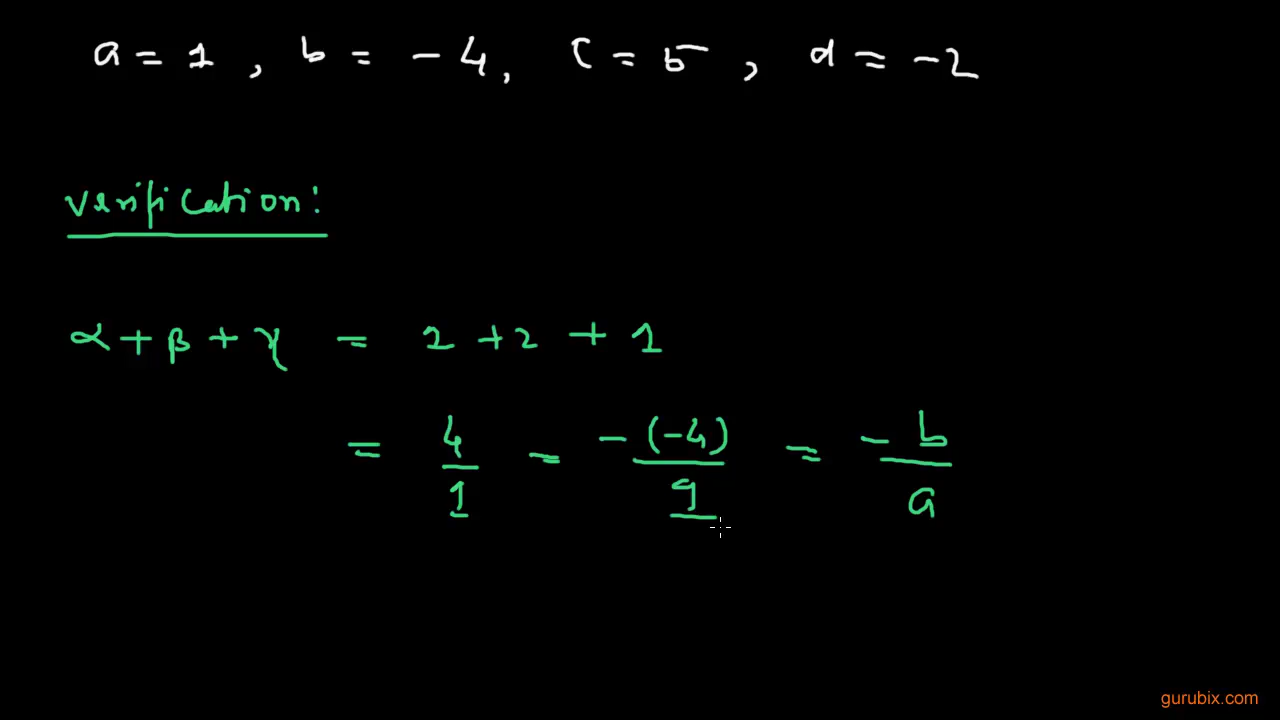 a = 1 , b = - 4, c = 5 , d = -2
Verification:
α + β + γ = 2 + 2 + 1
= 4/1 = -(-4)/1 = - b/a
gurubix.com